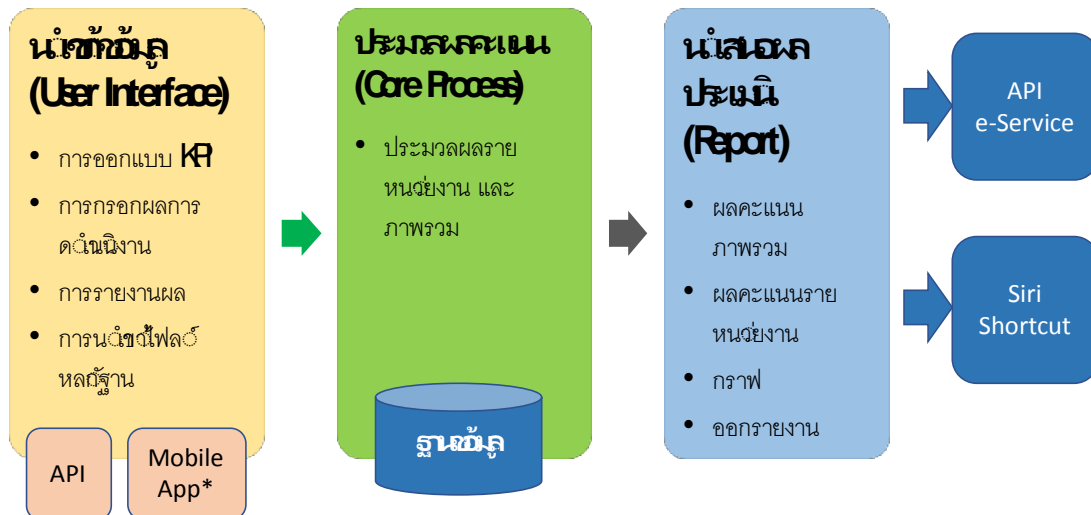 นำเข้าข้อมูล
(User Interface)
• การออกแบบ KPI
• การกรอกผลการ
ดำเนินงาน
• การรายงานผล
• การนำเข้าไฟล์
หลักฐาน
API
Mobile
App*
ประมวลผลคะแนน
(Core Process)
• ประมวลผลราย
หน่วยงาน และ
ภาพรวม
ฐานข้อมูล
นำเสนอผล
ประเมิน
(Report)
• ผลคะแนน
ภาพรวม
• ผลคะแนนราย
หน่วยงาน
• กราฟ
• ออกรายงาน
API
e-Service
Siri
Shortcut